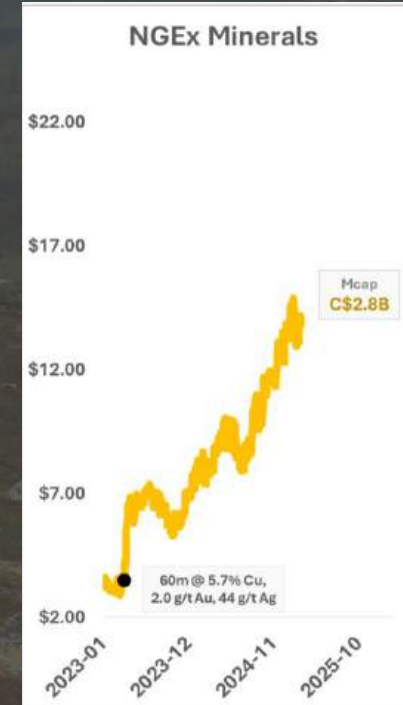 NGEx Minerals
$22.00
$17.00
Mcap
C$2.8B
$12.00
$7.00
60m @ 5.7% Cu,
2.0 g/t Au, 44 g/t Ag
$2.00
2023-01
2023-12
2024-11
2025-10